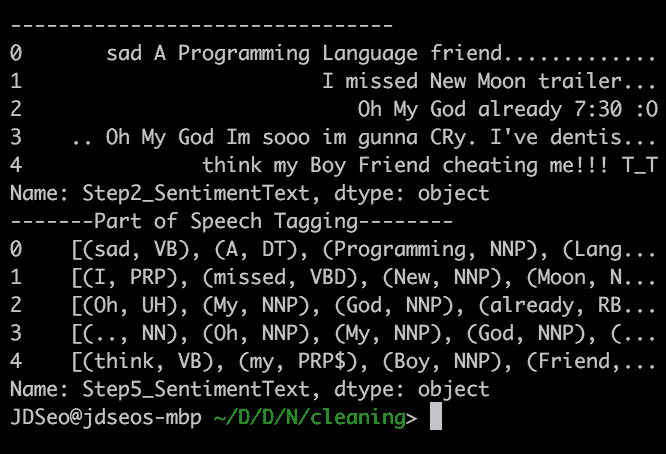 --------------------------------
0 sad A Programming Language friend.............
1 I missed New Moon trailer...
2 Oh My God already 7:30 :O
3 .. Oh My God Im sooo im gunna CRy. I've dentis...
4 think my Boy Friend cheating me!!! T_T
Name: Step2_SentimentText, dtype: object
-------Part of Speech Tagging--------
0 [(sad, VB), (A, DT), (Programming, NNP), (Lang...
1 [(I, PRP), (missed, VBD), (New, NNP), (Moon, N...
2 [(Oh, UH), (My, NNP), (God, NNP), (already, RB...
3 [(.., NN), (Oh, NNP), (My, NNP), (God, NNP), (...
4 [(think, VB), (my, PRP$), (Boy, NNP), (Friend,...
Name: Step5_SentimentText, dtype: object
JDSeo@jdseos-mbp ~/D/D/N/cleaning>